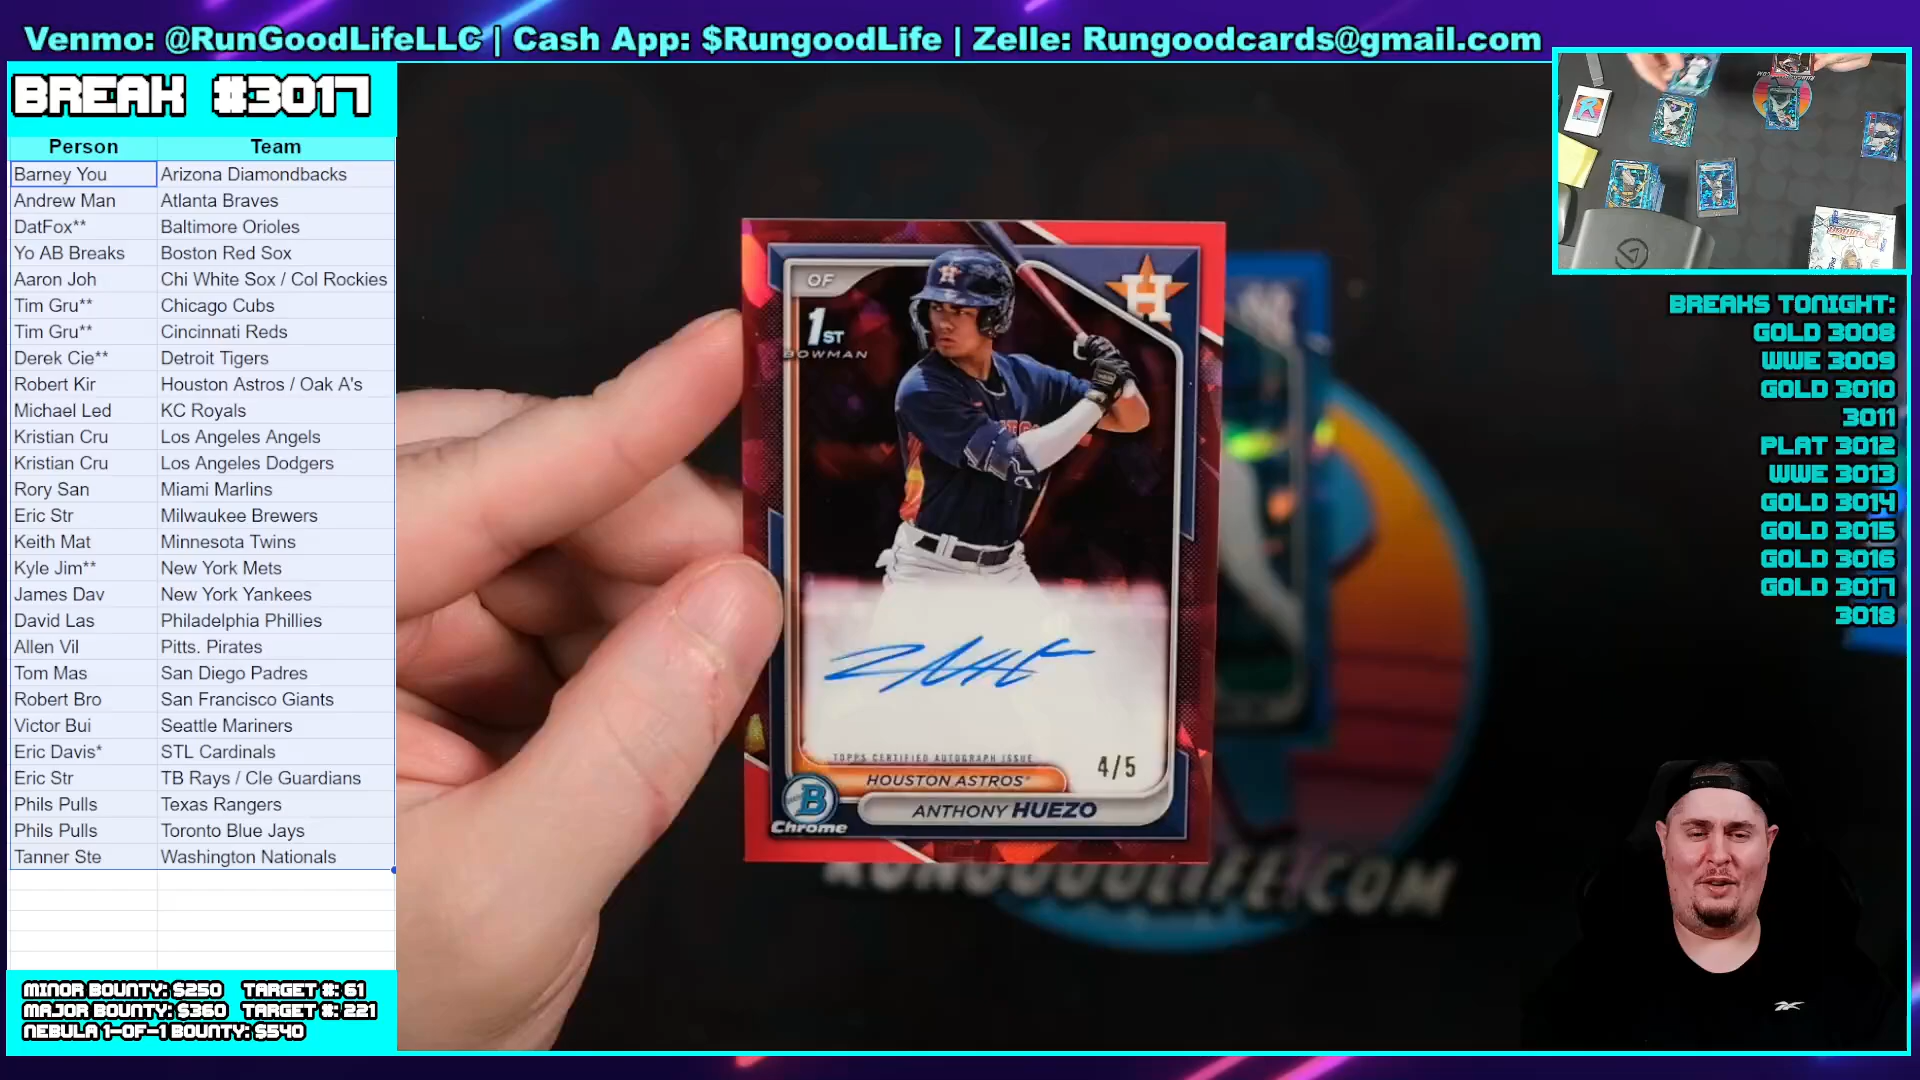 Venmo: @RunGoodLifeLLC | Cash App: $RungoodLife | Zelle: Rungoodcards@gmail.com
BREAK #3017
Person Team
Barney You Arizona Diamondbacks
Andrew Man Atlanta Braves
DatFox** Baltimore Orioles
Yo AB Breaks Boston Red Sox
Aaron Joh Chi White Sox / Col Rockies
Tim Gru** Chicago Cubs
Tim Gru** Cincinnati Reds
Derek Cie** Detroit Tigers
Robert Kir Houston Astros / Oak A's
Michael Led KC Royals
Kristian Cru Los Angeles Angels
Kristian Cru Los Angeles Dodgers
Rory San Miami Marlins
Eric Str Milwaukee Brewers
Keith Mat Minnesota Twins
Kyle Jim** New York Mets
James Dav New York Yankees
David Las Philadelphia Phillies
Allen Vil Pitts. Pirates
Tom Mas San Diego Padres
Robert Bro San Francisco Giants
Victor Bui Seattle Mariners
Eric Davis* STL Cardinals
Eric Str TB Rays / Cle Guardians
Phils Pulls Texas Rangers
Phils Pulls Toronto Blue Jays
Tanner Ste Washington Nationals
MINOR BOUNTY: $250 TARGET #: 61
MAJOR BOUNTY: $360 TARGET #: 221
NEBULA 1-OF-1 BOUNTY: $540
OF
H
1ST
BOWMAN
TOPPS CERTIFIED AUTOGRAPH ISSUE
4/5
HOUSTON ASTROS
ANTHONY HUEZO
B
Chrome
RUNGOODLIFE.COM
BREAKS TONIGHT:
GOLD 3008
WWE 3009
GOLD 3010
3011
PLAT 3012
WWE 3013
GOLD 3014
GOLD 3015
GOLD 3016
GOLD 3017
3018